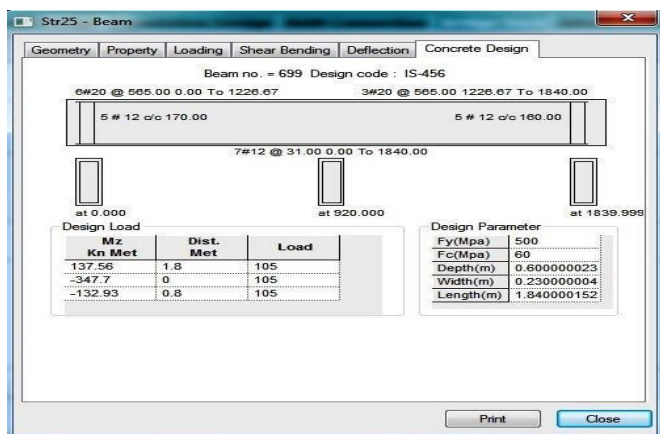 Str25 - Beam
Geometry Property Loading Shear Bending Deflection Concrete Design
Beam no. = 699 Design code : IS-456
6#20 @ 565.00 0.00 To 1226.67 3#20 @ 565.00 1226.67 To 1840.00
5 # 12 c/c 170.00 5 # 12 c/c 160.00
7#12 @ 31.00 0.00 To 1840.00
at 0.000 at 920.000 at 1839.999
Design Load
Mz Kn Met Dist. Met Load
137.56 1.8 105
-347.7 0 105
-132.93 0.8 105
Design Parameter
Fy(Mpa) 500
Fc(Mpa) 60
Depth(m) 0.600000023
Width(m) 0.230000004
Length(m) 1.840000152
Print Close